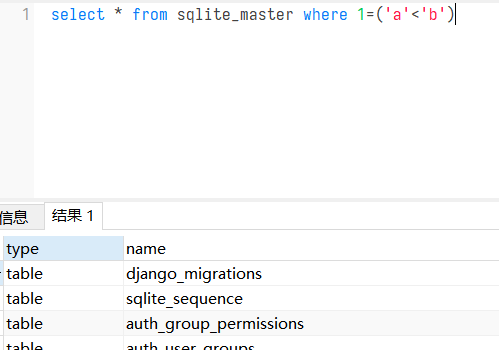 1 select * from sqlite_master where 1=('a'<'b')
信息 结果 1
type name
table django_migrations
table sqlite_sequence
table auth_group_permissions
table auth_user_groups